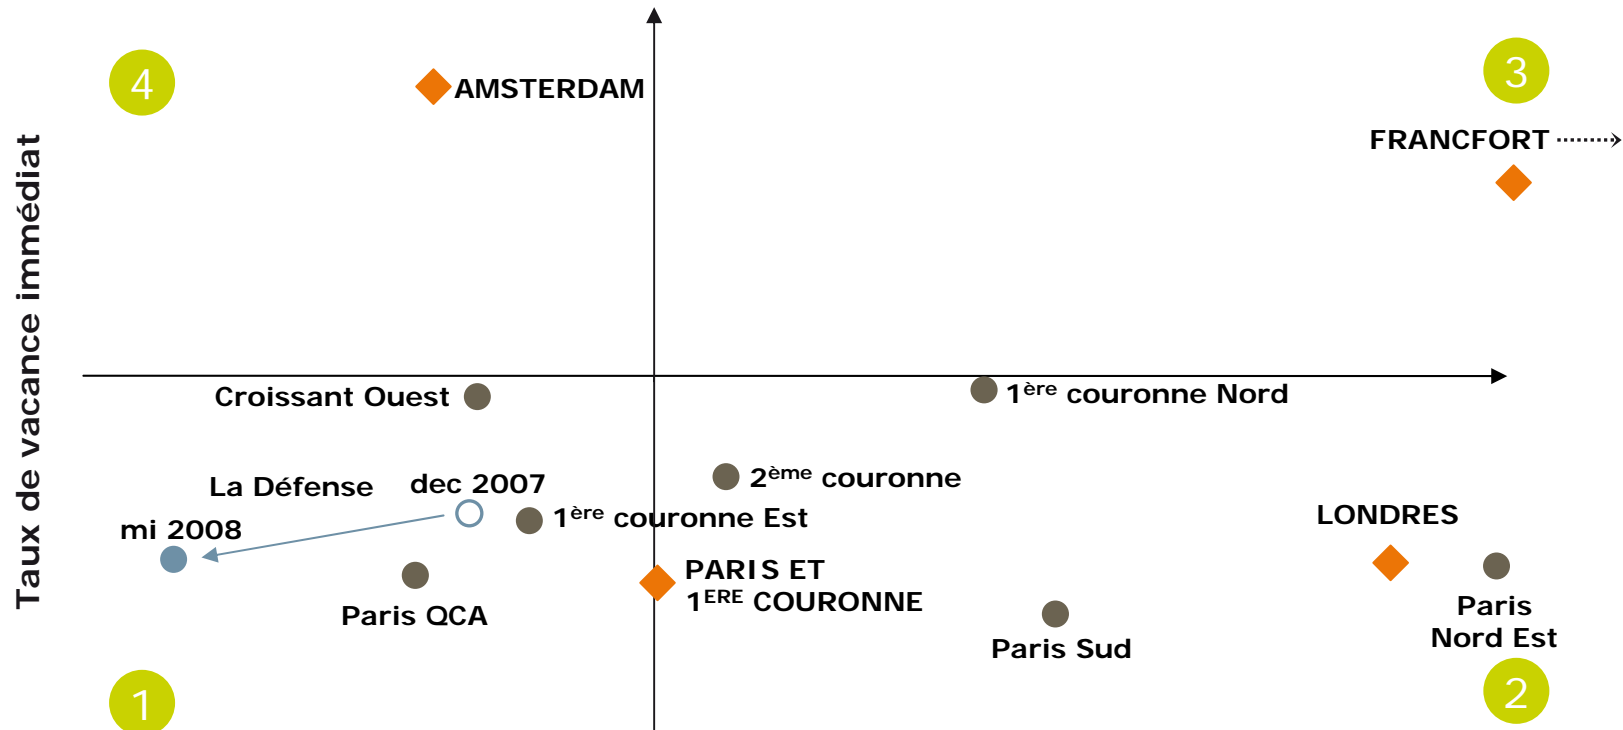 4
AMSTERDAM
3
FRANCFORT
Taux de vacance immédiat
Croissant Ouest
1ère couronne Nord
La Défense
dec 2007
2ème couronne
mi 2008
1ère couronne Est
LONDRES
Paris QCA
PARIS ET
1ERE COURONNE
Paris Sud
Paris
Nord Est
1
2